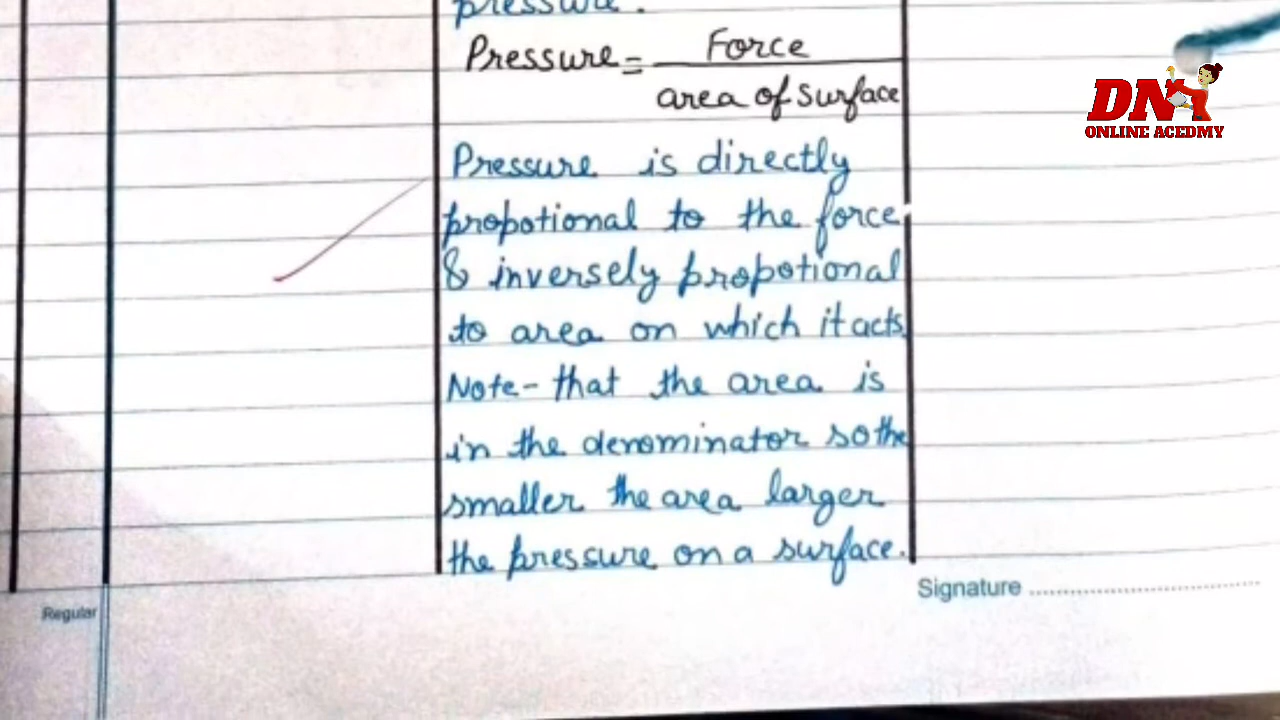 pressure.
Pressure = Force
area of surface
Pressure is directly
propotional to the force
& inversely propotional
to area on which it acts.
Note - that the area is
in the denominator so the
smaller the area larger
the pressure on a surface.
Signature ..........................................
Regular
DN
ONLINE ACEDMY